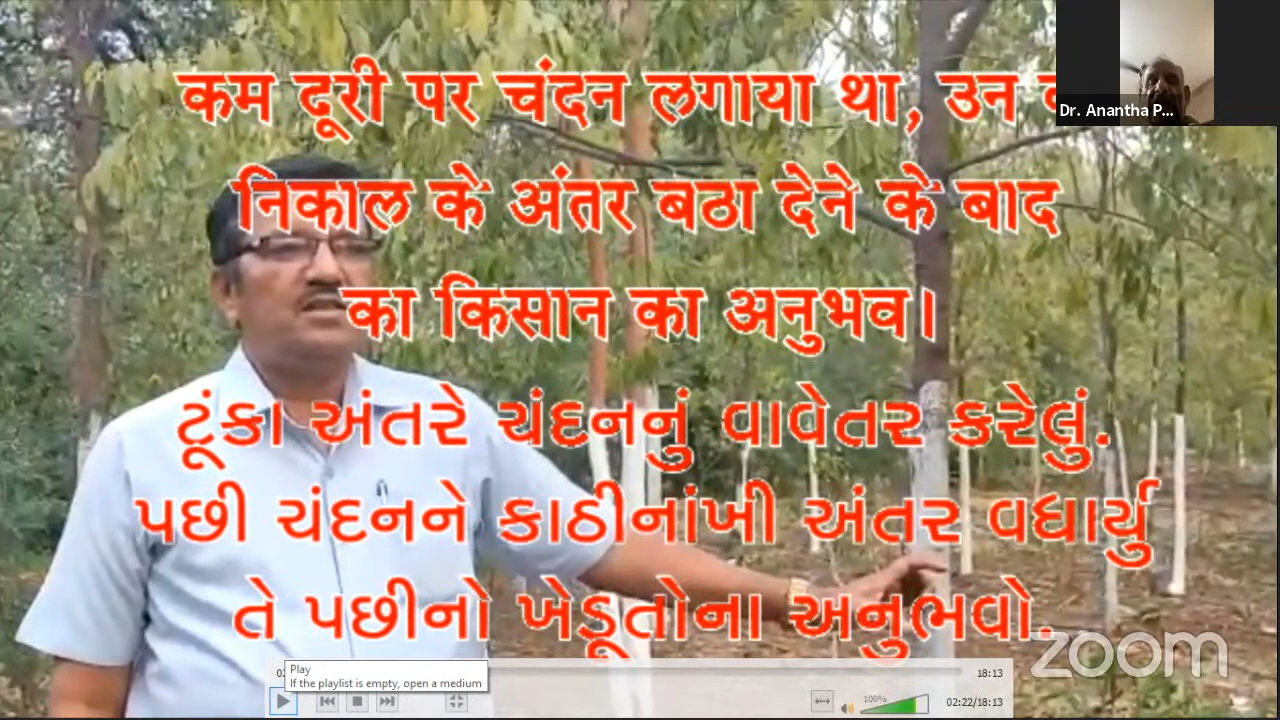 कम दूरी पर चंदन लगाया था, उन
Dr. Anantha P...
निकाल के अंतर बठा देने के बाद
का किसान का अनुभव।
ટૂંકા અંતરે ચંદનનું વાવેતર કરેલું.
પછી ચંદનને કાઠીનાંખી અંતર વધાર્યુ
તે પછીનો ખેડૂતોના અનુભવો.
zoom
Play
If the playlist is empty, open a medium
18:13
100%
02:22/18:13